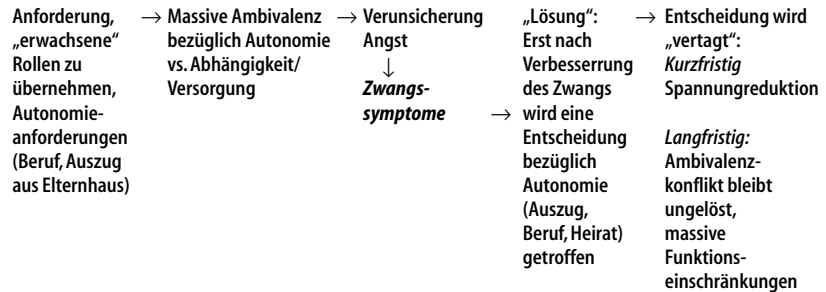 Anforderung,
„erwachsene“
Rollen zu
übernehmen,
Autonomie-
anforderungen
(Beruf, Auszug
aus Elternhaus)
→ Massive Ambivalenz
bezüglich Autonomie
vs. Abhängigkeit/
Versorgung
→ Verunsicherung
Angst
↓
Zwangs-
symptome
→
„Lösung“:
Erst nach
Verbesserrung
des Zwangs
wird eine
Entscheidung
bezüglich
Autonomie
(Auszug,
Beruf, Heirat)
getroffen
→ Entscheidung wird
„vertagt“:
Kurzfristig
Spannungreduktion
Langfristig:
Ambivalenz-
konflikt bleibt
ungelöst,
massive
Funktions-
einschränkungen